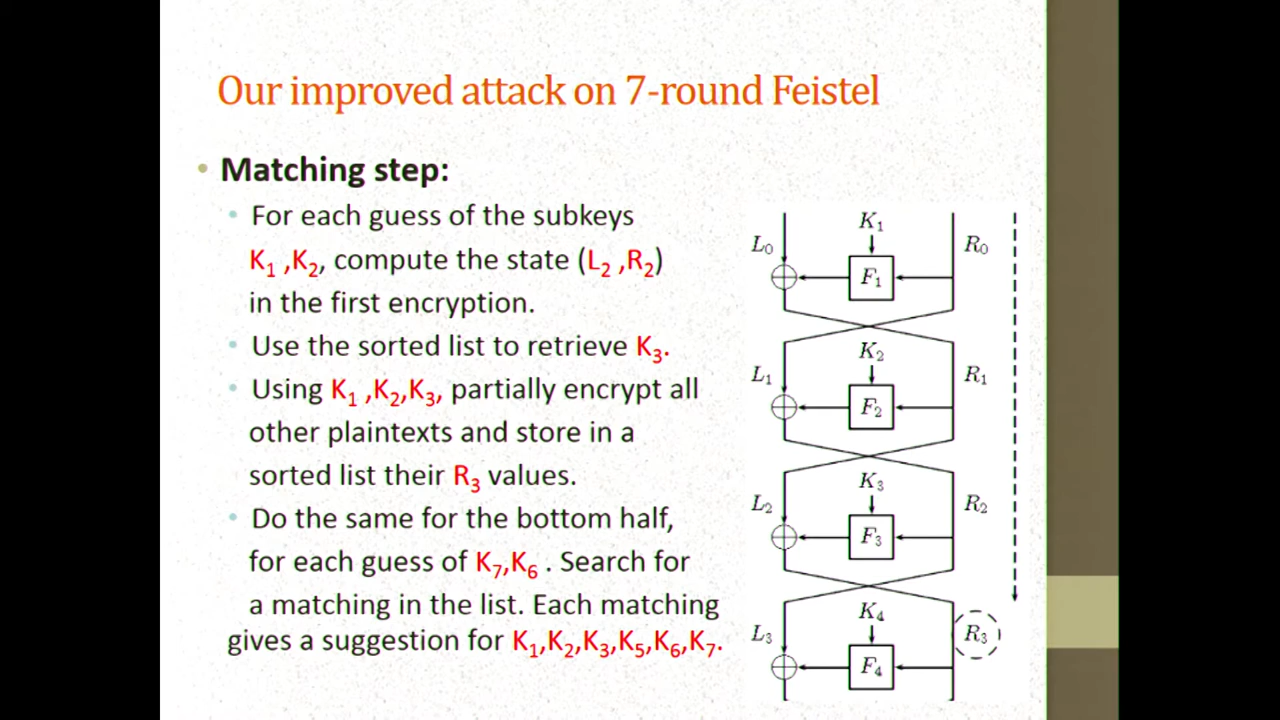 Our improved attack on 7-round Feistel
• Matching step:
• For each guess of the subkeys
K₁ ,K₂, compute the state (L₂ ,R₂)
in the first encryption.
• Use the sorted list to retrieve K₃.
• Using K₁ ,K₂,K₃, partially encrypt all
other plaintexts and store in a
sorted list their R₃ values.
• Do the same for the bottom half,
for each guess of K₇,K₆ . Search for
a matching in the list. Each matching
gives a suggestion for K₁,K₂,K₃,K₅,K₆,K₇.
K₁
L₀ R₀
F₁
K₂
L₁ R₁
F₂
K₃
L₂ R₂
F₃
K₄
L₃ R₃
F₄